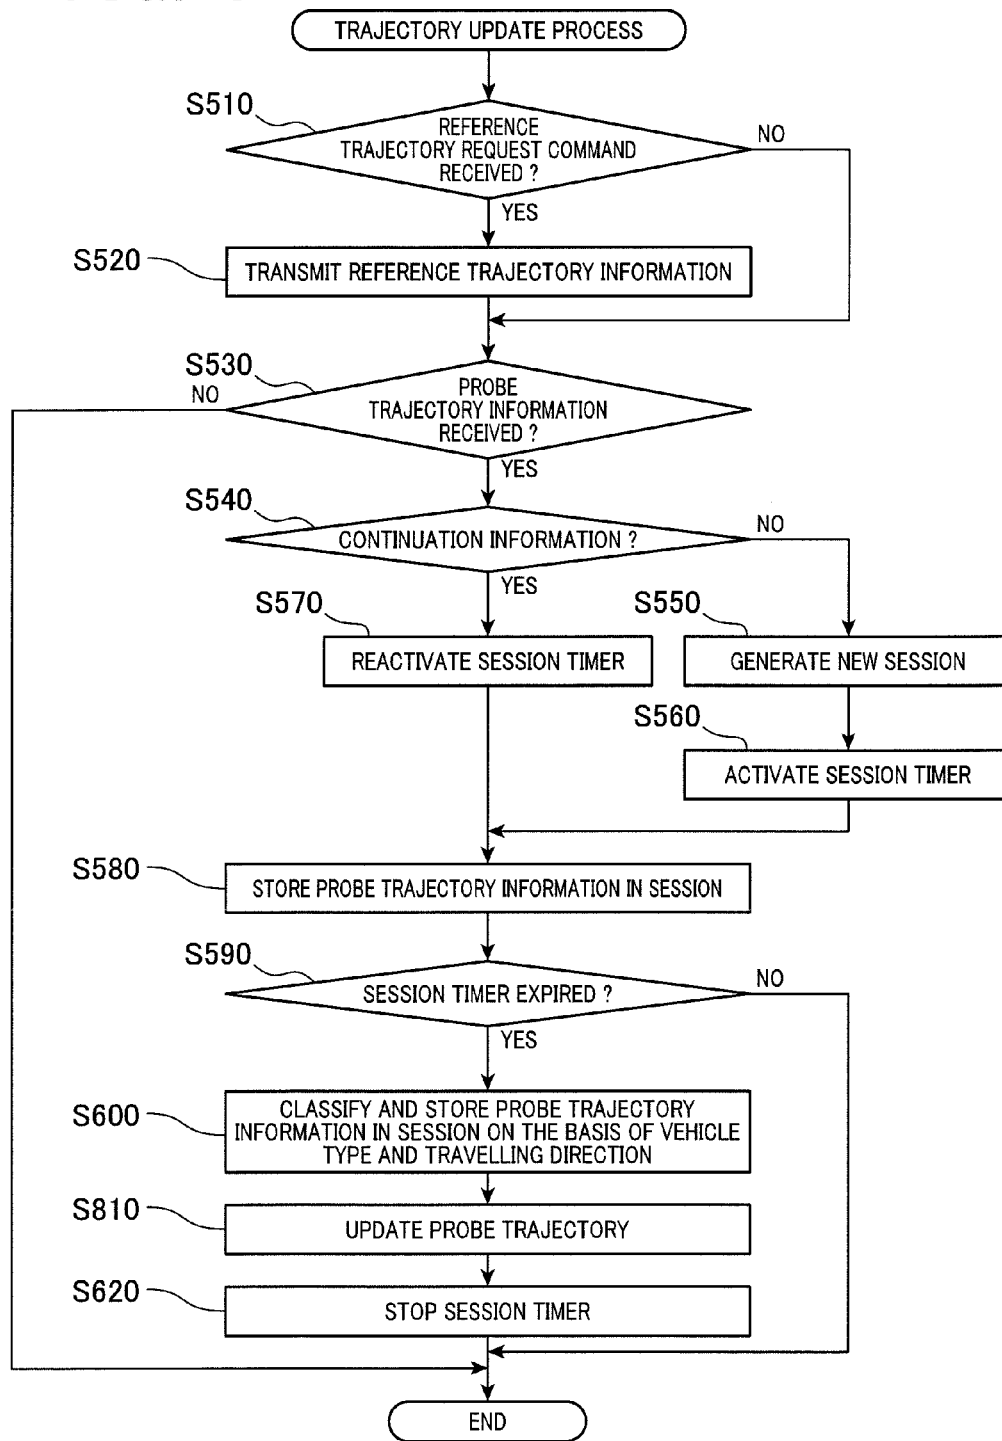 TRAJECTORY UPDATE PROCESS
S510
REFERENCE
TRAJECTORY REQUEST COMMAND
RECEIVED ?
NO
YES
S520
TRANSMIT REFERENCE TRAJECTORY INFORMATION
S530
NO
PROBE
TRAJECTORY INFORMATION
RECEIVED ?
YES
S540
CONTINUATION INFORMATION ?
NO
YES
S570
REACTIVATE SESSION TIMER
S550
GENERATE NEW SESSION
S560
ACTIVATE SESSION TIMER
S580
STORE PROBE TRAJECTORY INFORMATION IN SESSION
S590
SESSION TIMER EXPIRED ?
NO
YES
S600
CLASSIFY AND STORE PROBE TRAJECTORY
INFORMATION IN SESSION ON THE BASIS OF VEHICLE
TYPE AND TRAVELLING DIRECTION
S810
UPDATE PROBE TRAJECTORY
S620
STOP SESSION TIMER
END